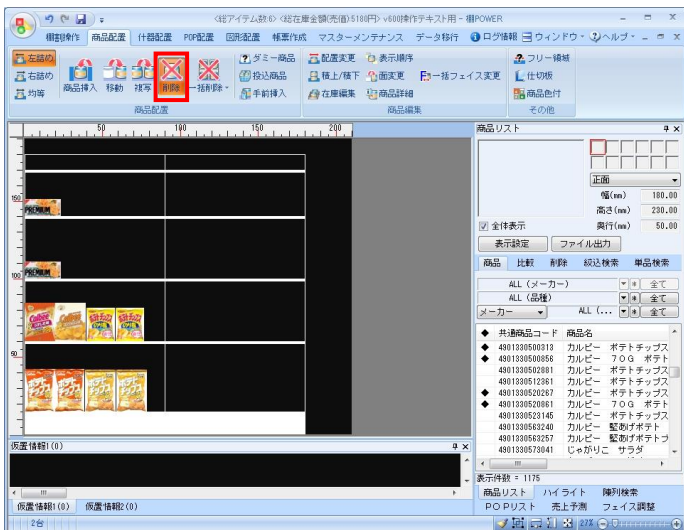 <総アイテム数:6> <総在庫金額(売価):5180円> v600操作テキスト用 - 棚POWER
棚割操作 商品配置 什器配置 POP配置 図形配置 帳票作成 マスターメンテナンス データ移行 ログ情報 ウィンドウ ヘルプ
左詰め 右詰め 均等
商品挿入 移動 複写 削除 一括削除
ダミー商品 投込商品 手前挿入
配置変更 表示順序
積上/積下 面変更 一括フェイス変更
在庫編集 商品詳細
フリー領域 仕切板 商品色付
商品配置 商品編集 その他
50 100 150 200
150
100
50
PREMIUM
PREMIUM
Calbee Calbee
商品リスト
正面
幅(mm) 180.00
高さ(mm) 230.00
奥行(mm) 50.00
全体表示
表示設定 ファイル出力
商品 比較 削除 絞込検索 単品検索
ALL (メーカー) * 全て
ALL (品種) * 全て
メーカー ALL (... * 全て
◆ 共通商品コード 商品名
◆ 4901330500313 カルビー ポテトチップス
◆ 4901330500856 カルビー 70G ポテト
4901330502881 カルビー ポテトチップス
4901330512361 カルビー ポテトチップス
◆ 4901330520267 カルビー ポテトチップス
◆ 4901330520861 カルビー 70G ポテト
4901330523145 カルビー ポテトチップス
4901330563240 カルビー 堅あげポテト
4901330563257 カルビー 堅あげポテトブ
4901330573041 じゃがりこ サラダ
表示件数 = 1175
商品リスト ハイライト 陳列検索
POPリスト 売上予測 フェイス調整
仮置情報1(0)
仮置情報1(0) 仮置情報2(0)
2台 27%